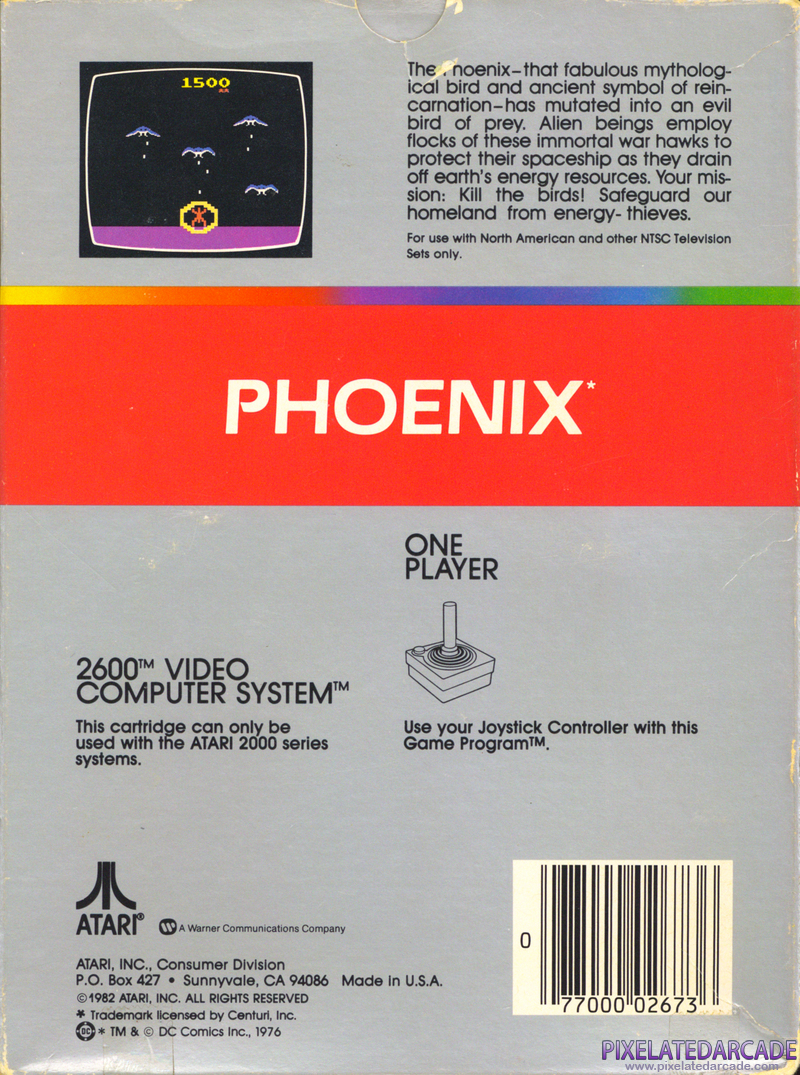 1500
The Phoenix–that fabulous mytholog-
ical bird and ancient symbol of rein-
carnation–has mutated into an evil
bird of prey. Alien beings employ
flocks of these immortal war hawks to
protect their spaceship as they drain
off earth's energy resources. Your mis-
sion: Kill the birds! Safeguard our
homeland from energy- thieves.
For use with North American and other NTSC Television
Sets only.
PHOENIX*
ONE
PLAYER
2600™ VIDEO
COMPUTER SYSTEM™
This cartridge can only be
used with the ATARI 2000 series
systems.
Use your Joystick Controller with this
Game Program™.
ATARI® A Warner Communications Company
ATARI, INC., Consumer Division
P.O. Box 427 • Sunnyvale, CA 94086 Made in U.S.A.
©1982 ATARI, INC. ALL RIGHTS RESERVED
* Trademark licensed by Centuri, Inc.
DC * TM & © DC Comics Inc., 1976
0 77000 02673
PIXELATEDARCADE
www.pixelatedarcade.com